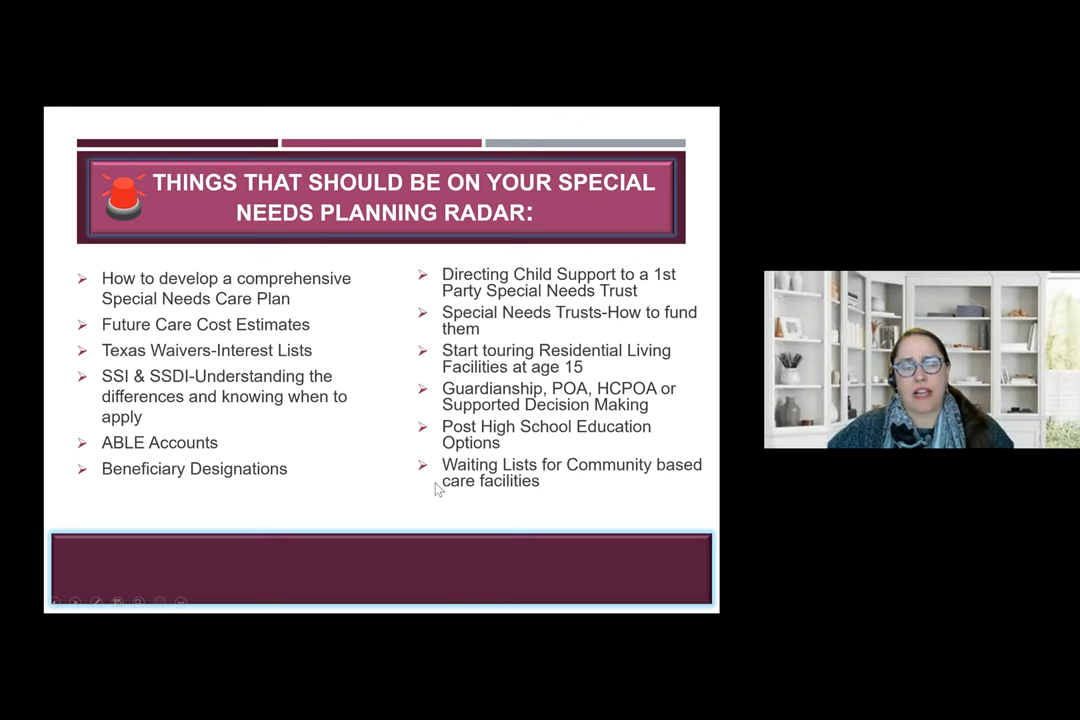 THINGS THAT SHOULD BE ON YOUR SPECIAL
NEEDS PLANNING RADAR:
How to develop a comprehensive
Special Needs Care Plan
Future Care Cost Estimates
Texas Waivers-Interest Lists
SSI & SSDI-Understanding the
differences and knowing when to
apply
ABLE Accounts
Beneficiary Designations
Directing Child Support to a 1st
Party Special Needs Trust
Special Needs Trusts-How to fund
them
Start touring Residential Living
Facilities at age 15
Guardianship, POA, HCPOA or
Supported Decision Making
Post High School Education
Options
Waiting Lists for Community based
care facilities